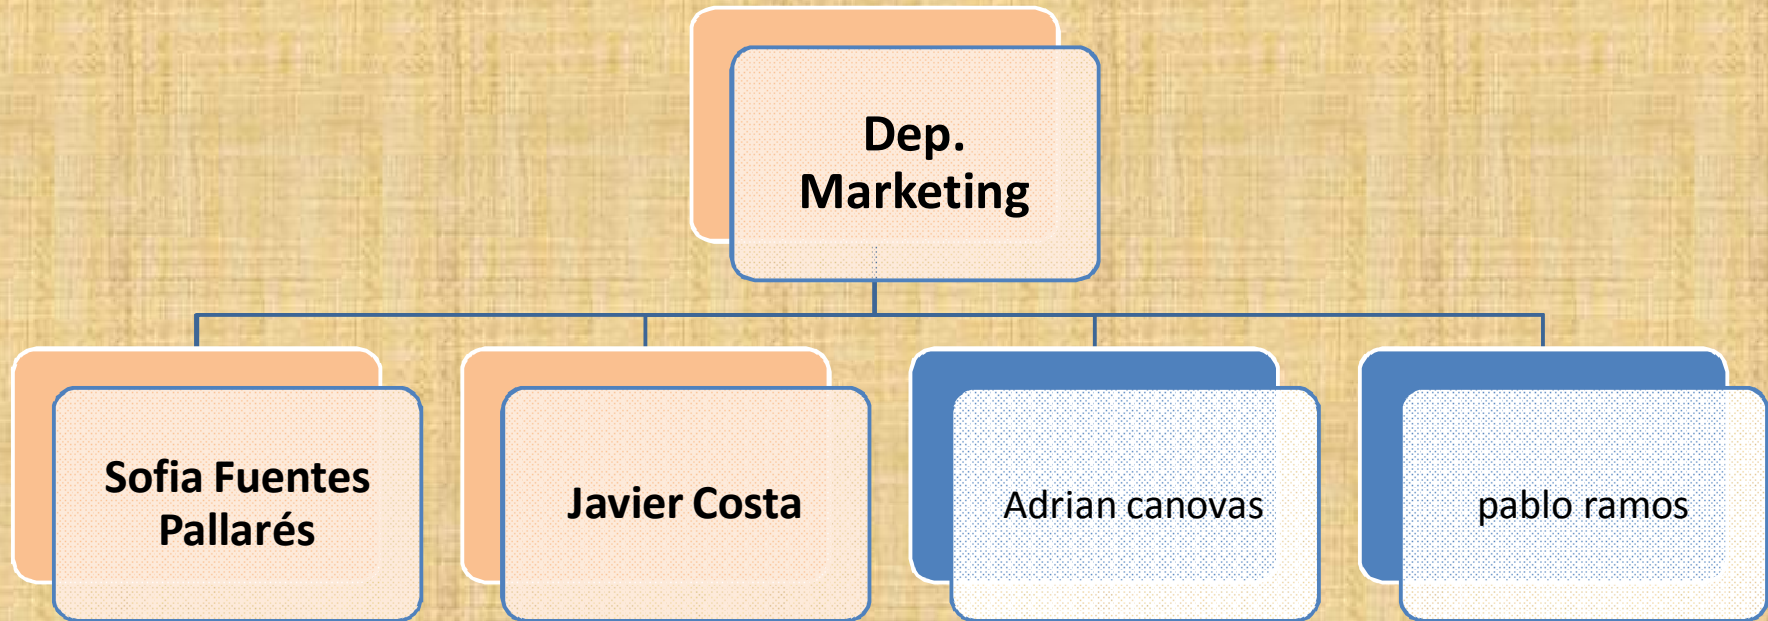 Dep.
Marketing
Sofia Fuentes
Pallarés
Javier Costa
Adrian canovas
pablo ramos